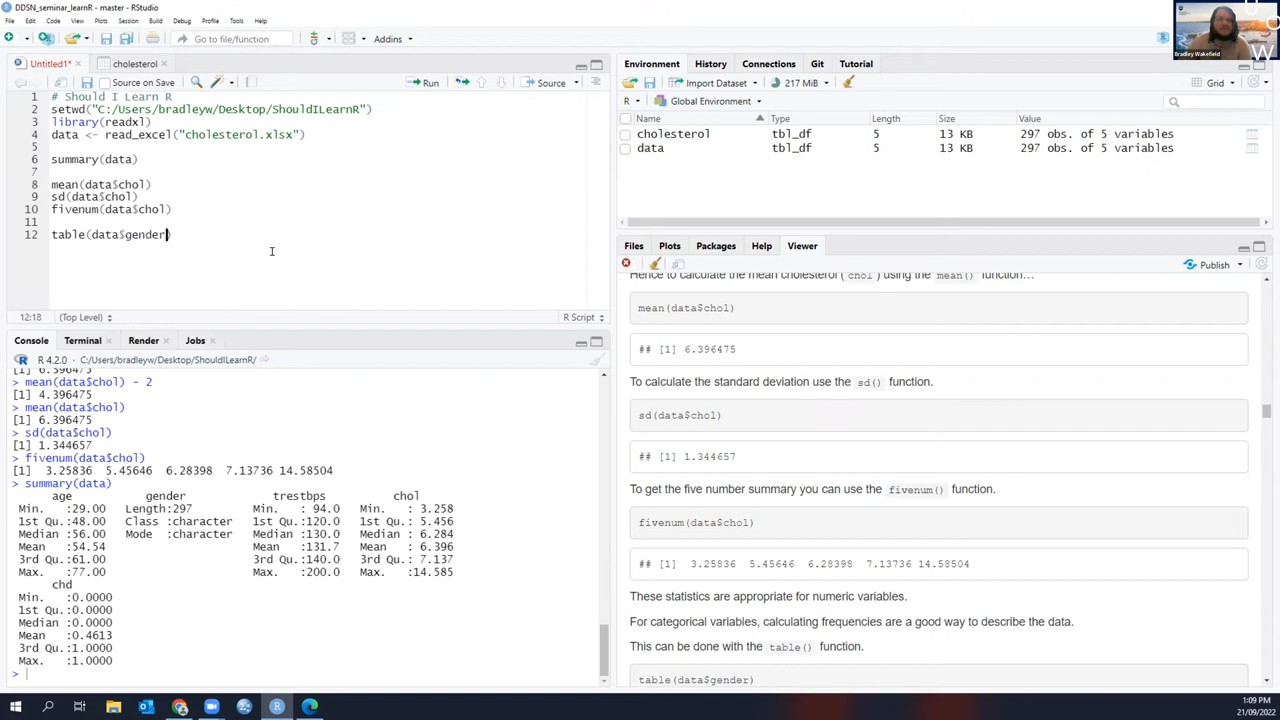 DDSN_seminar_learnR - master - RStudio
File Edit Code View Plots Session Build Debug Profile Tools Help
Go to file/function Addins
Untitled1* cholesterol
Source on Save Run Source
1 # Should I Learn R
2 setwd("C:/Users/bradleyw/Desktop/ShouldILearnR")
3 library(readxl)
4 data <- read_excel("cholesterol.xlsx")
5
6 summary(data)
7
8 mean(data$chol)
9 sd(data$chol)
10 fivenum(data$chol)
11
12 table(data$gender)
12:18 (Top Level) R Script
Console Terminal Render Jobs
R 4.2.0 · C:/Users/bradleyw/Desktop/ShouldILearnR/
[1] 6.396475
> mean(data$chol) - 2
[1] 4.396475
> mean(data$chol)
[1] 6.396475
> sd(data$chol)
[1] 1.344657
> fivenum(data$chol)
[1] 3.25836 5.45646 6.28398 7.13736 14.58504
> summary(data)
age gender trestbps chol
Min. :29.00 Length:297 Min. : 94.0 Min. : 3.258
1st Qu.:48.00 Class :character 1st Qu.:120.0 1st Qu.: 5.456
Median :56.00 Mode :character Median :130.0 Median : 6.284
Mean :54.54 Mean :131.7 Mean : 6.396
3rd Qu.:61.00 3rd Qu.:140.0 3rd Qu.: 7.137
Max. :77.00 Max. :200.0 Max. :14.585
chd
Min. :0.0000
1st Qu.:0.0000
Median :0.0000
Mean :0.4613
3rd Qu.:1.0000
Max. :1.0000
>
Environment History Connections Git Tutorial
Import Dataset 217 MiB Grid
R Global Environment
Name Type Length Size Value
cholesterol tbl_df 5 13 KB 297 obs. of 5 variables
data tbl_df 5 13 KB 297 obs. of 5 variables
Files Plots Packages Help Viewer
Publish
Hence to calculate the mean cholesterol (chol) using the mean() function…
mean(data$chol)
## [1] 6.396475
To calculate the standard deviation use the sd() function.
sd(data$chol)
## [1] 1.344657
To get the five number summary you can use the fivenum() function.
fivenum(data$chol)
## [1] 3.25836 5.45646 6.28398 7.13736 14.58504
These statistics are appropriate for numeric variables.
For categorical variables, calculating frequencies are a good way to describe the data.
This can be done with the table() function.
table(data$gender)
Bradley Wakefield
1:09 PM
21/09/2022